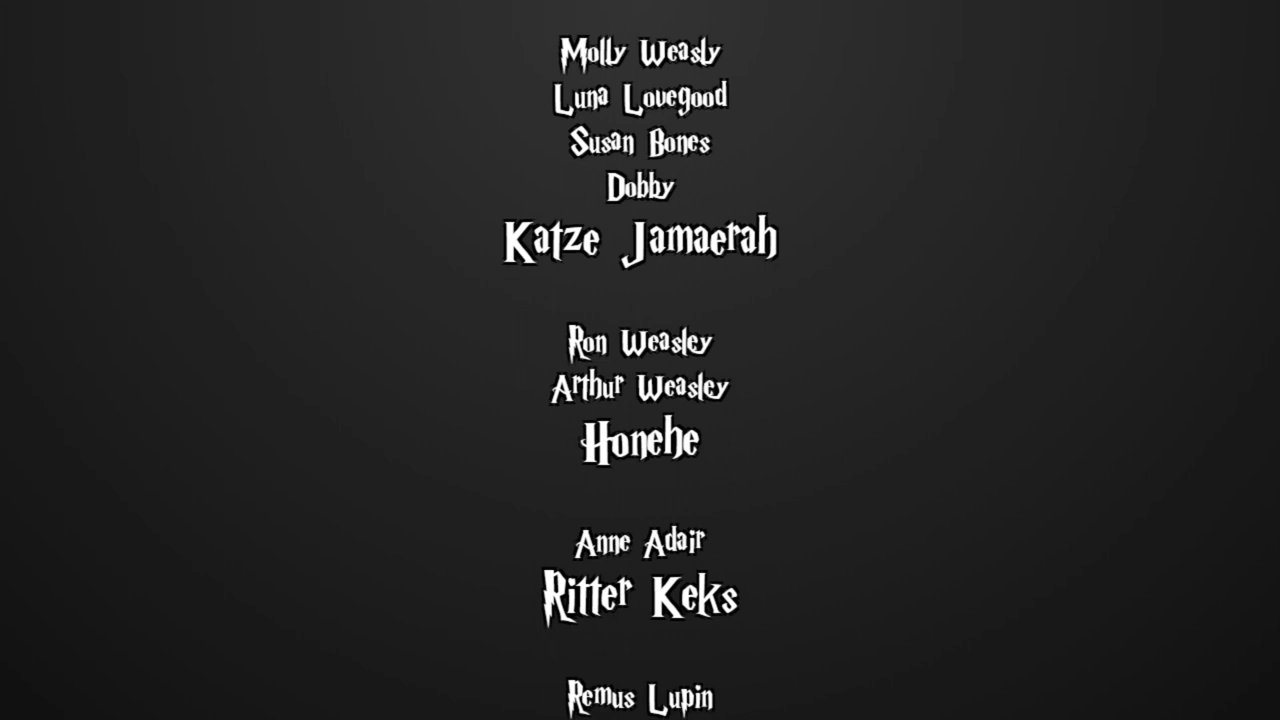 Molly Weasly
Luna Lovegood
Susan Bones
Dobby
Katze Jamaerah
Ron Weasley
Arthur Weasley
Honehe
Anne Adair
Ritter Keks
Remus Lupin